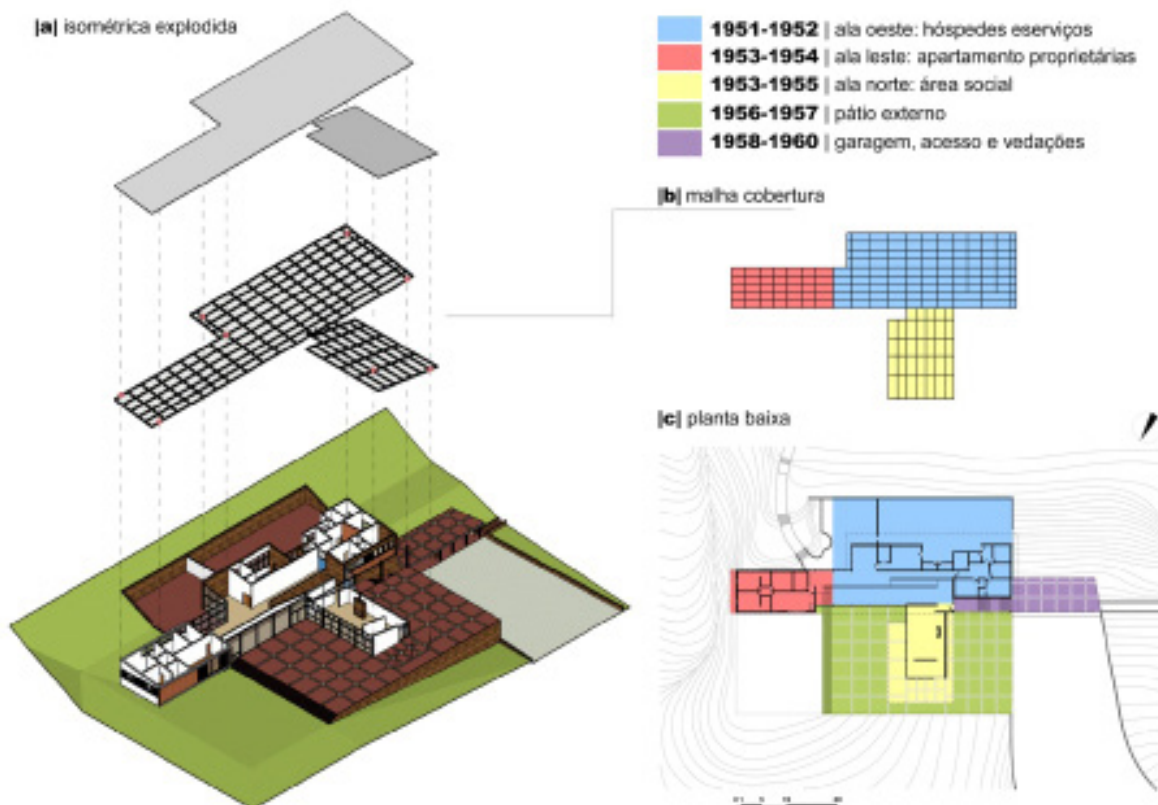 |a| isométrica explodida
1951-1952 | ala oeste: hóspedes eserviços
1953-1954 | ala leste: apartamento proprietárias
1953-1955 | ala norte: área social
1956-1957 | pátio externo
1958-1960 | garagem, acesso e vedações
|b| malha cobertura
|c| planta baixa